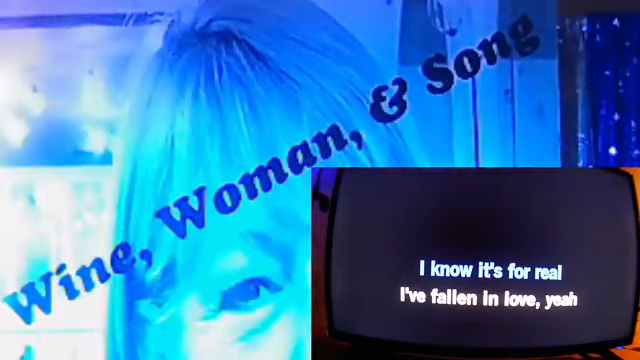 Wine, Woman, & Song
I know it's for real
I've fallen in love, yeah